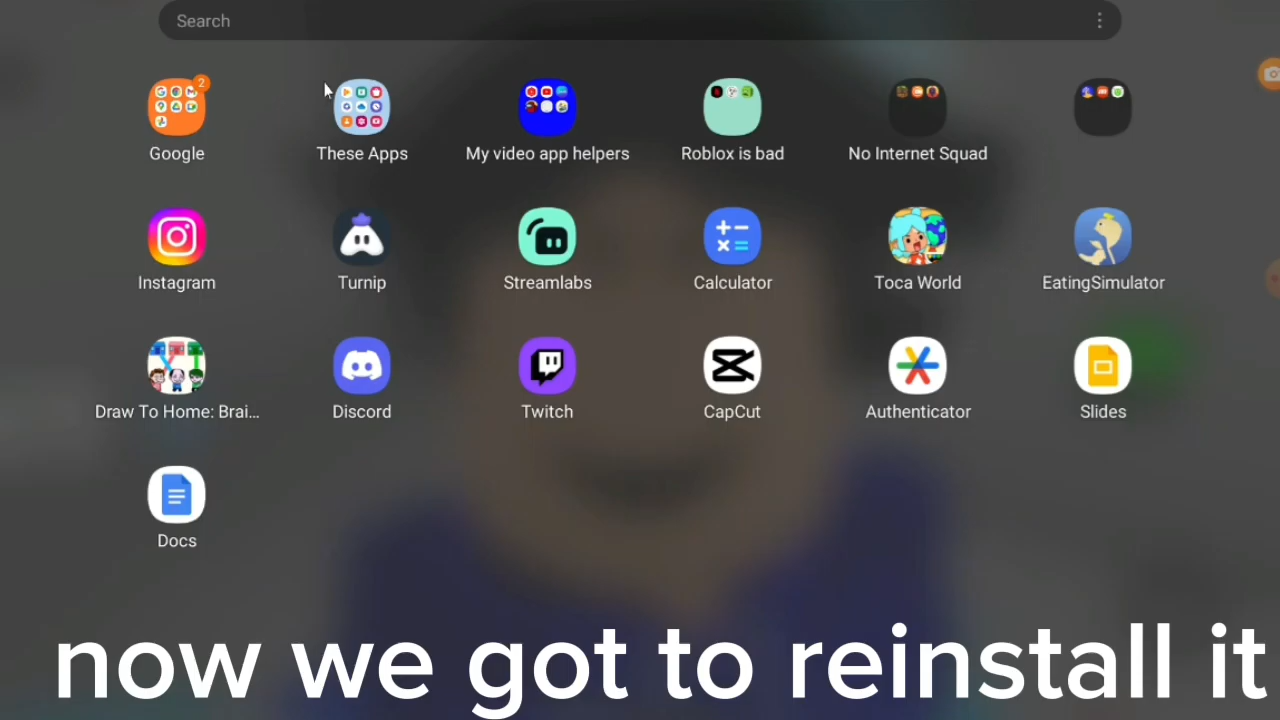 Search
2
Google
These Apps
My video app helpers
Roblox is bad
No Internet Squad
Instagram
Turnip
Streamlabs
Calculator
Toca World
EatingSimulator
Draw To Home: Brai...
Discord
Twitch
CapCut
Authenticator
Slides
Docs
now we got to reinstall it